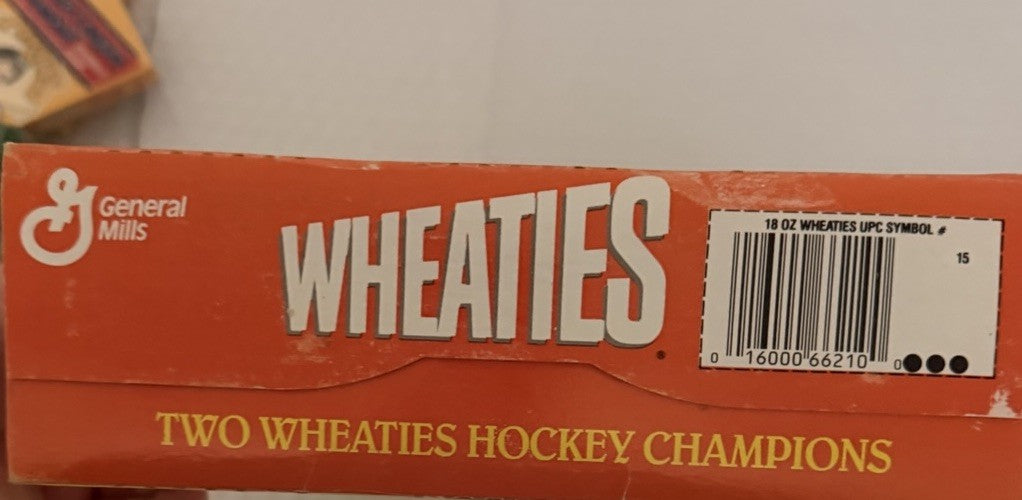 General
Mills
WHEATIES
18 OZ WHEATIES UPC SYMBOL #
15
0 16000 66210 0
TWO WHEATIES HOCKEY CHAMPIONS